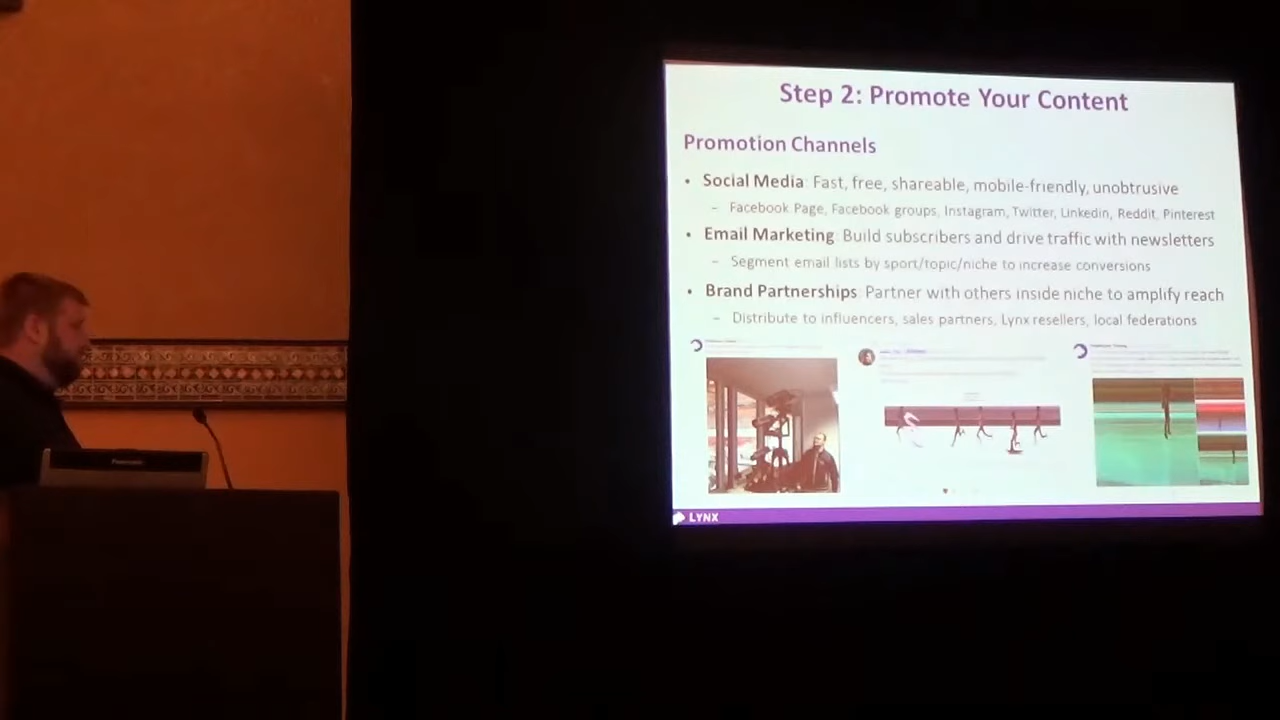 Step 2: Promote Your Content
Promotion Channels
• Social Media: Fast, free, shareable, mobile-friendly, unobtrusive
– Facebook Page, Facebook groups, Instagram, Twitter, Linkedin, Reddit, Pinterest
• Email Marketing: Build subscribers and drive traffic with newsletters
– Segment email lists by sport/topic/niche to increase conversions
• Brand Partnerships: Partner with others inside niche to amplify reach
– Distribute to influencers, sales partners, Lynx resellers, local federations
LYNX